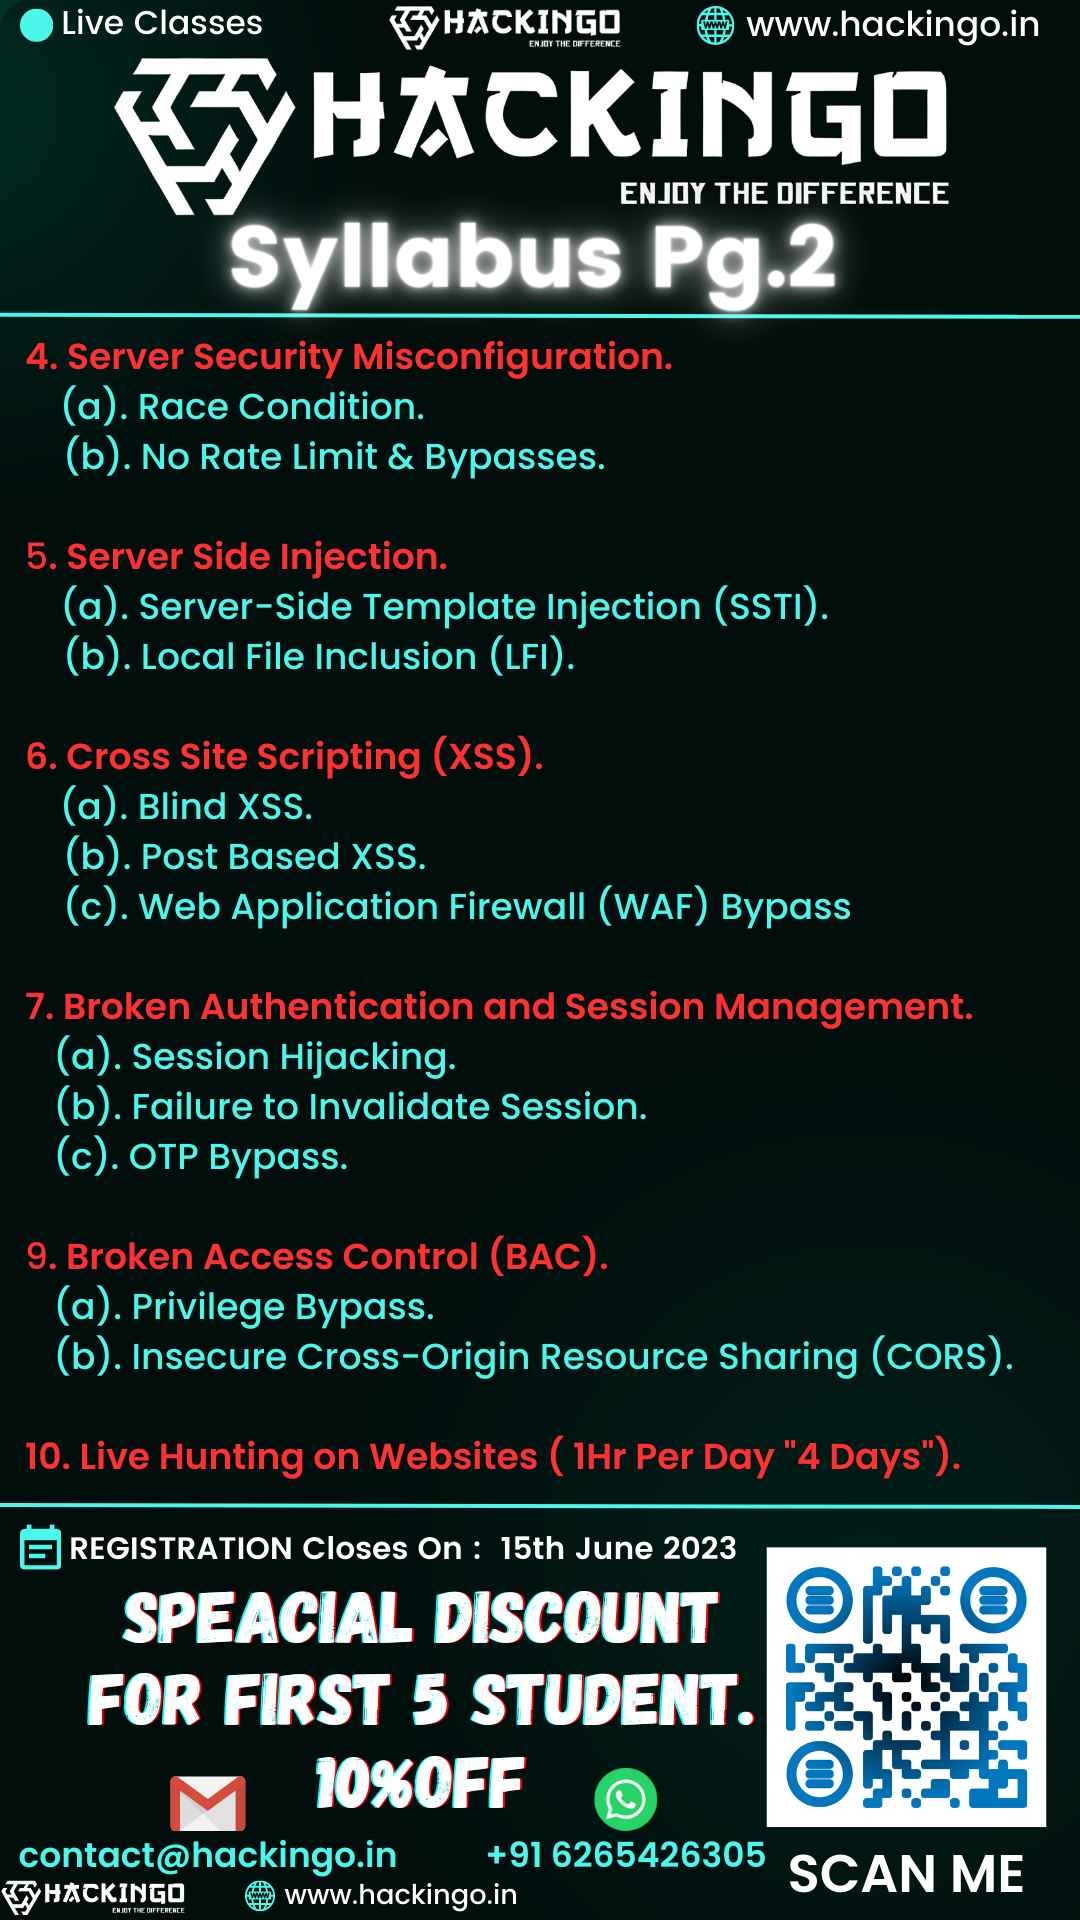 Live Classes
HACKINGO
ENJOY THE DIFFERENCE
www.hackingo.in
HACKINGO
ENJOY THE DIFFERENCE
Syllabus Pg.2
4. Server Security Misconfiguration.
(a). Race Condition.
(b). No Rate Limit & Bypasses.
5. Server Side Injection.
(a). Server-Side Template Injection (SSTI).
(b). Local File Inclusion (LFI).
6. Cross Site Scripting (XSS).
(a). Blind XSS.
(b). Post Based XSS.
(c). Web Application Firewall (WAF) Bypass
7. Broken Authentication and Session Management.
(a). Session Hijacking.
(b). Failure to Invalidate Session.
(c). OTP Bypass.
9. Broken Access Control (BAC).
(a). Privilege Bypass.
(b). Insecure Cross-Origin Resource Sharing (CORS).
10. Live Hunting on Websites ( 1Hr Per Day "4 Days").
REGISTRATION Closes On : 15th June 2023
SPEACIAL DISCOUNT
FOR FIRST 5 STUDENT.
10%OFF
contact@hackingo.in
+91 6265426305
SCAN ME
HACKINGO
ENJOY THE DIFFERENCE
www.hackingo.in